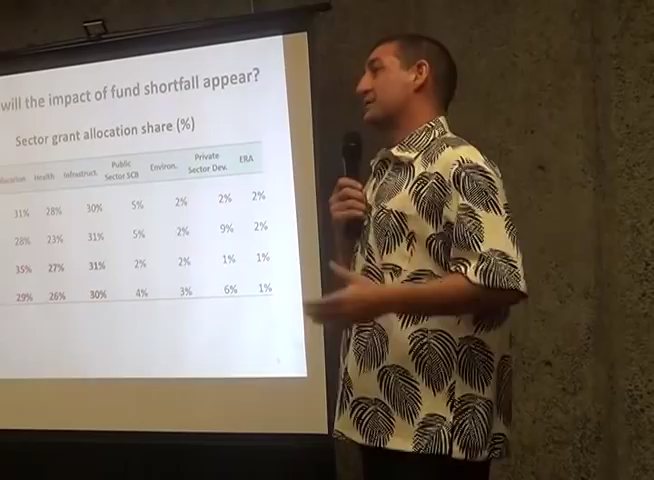 will the impact of fund shortfall appear?
Sector grant allocation share (%)
Health Infrastruct. Public Sector SCB Environ. Private Sector Dev. ERA
31% 28% 30% 5% 2% 2% 2%
28% 23% 31% 5% 2% 9% 2%
35% 27% 31% 2% 2% 1% 1%
29% 26% 30% 4% 3% 6% 1%